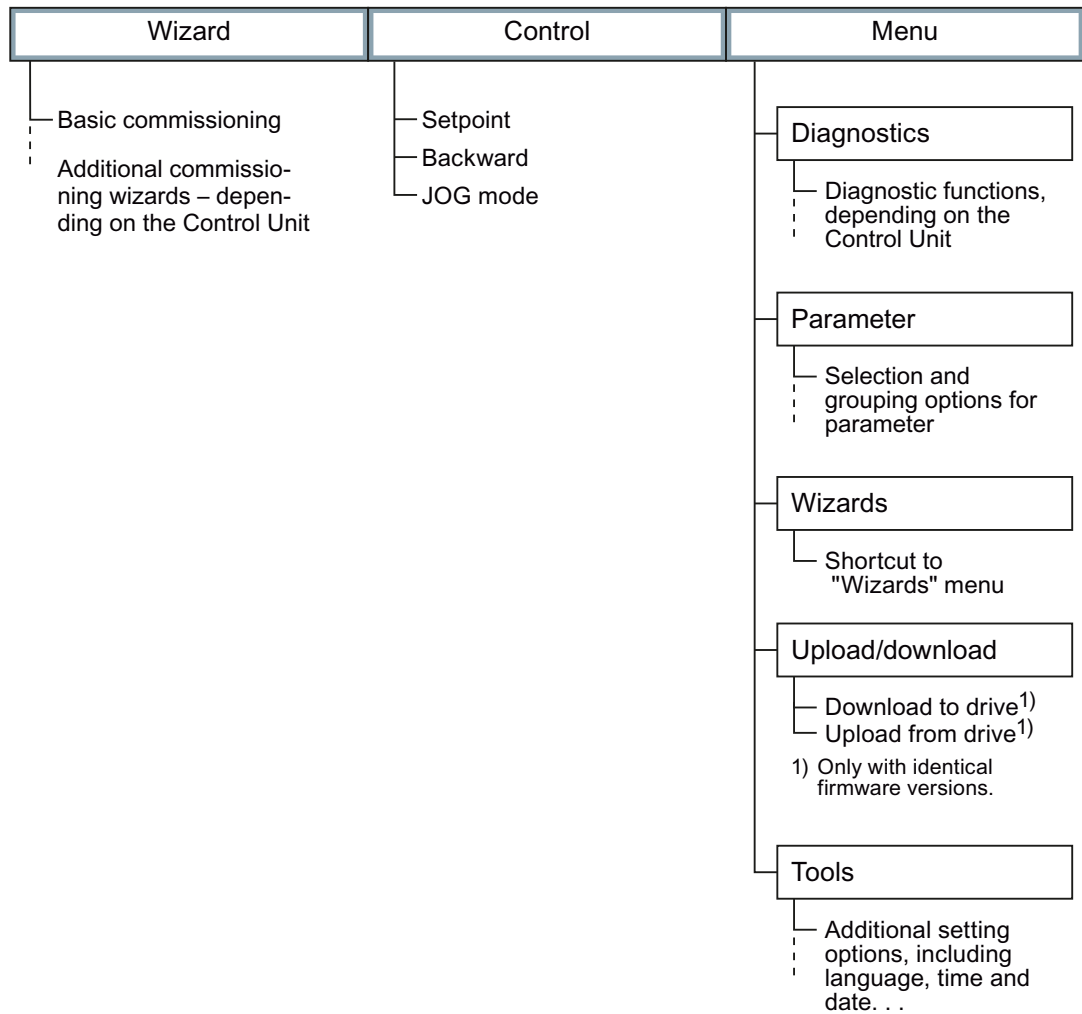 Wizard
Control
Menu
Basic commissioning
Additional commissio-
ning wizards – depen-
ding on the Control Unit
Setpoint
Backward
JOG mode
Diagnostics
Diagnostic functions,
depending on the
Control Unit
Parameter
Selection and
grouping options for
parameter
Wizards
Shortcut to
"Wizards" menu
Upload/download
Download to drive1)
Upload from drive1)
1) Only with identical
firmware versions.
Tools
Additional setting
options, including
language, time and
date. . .